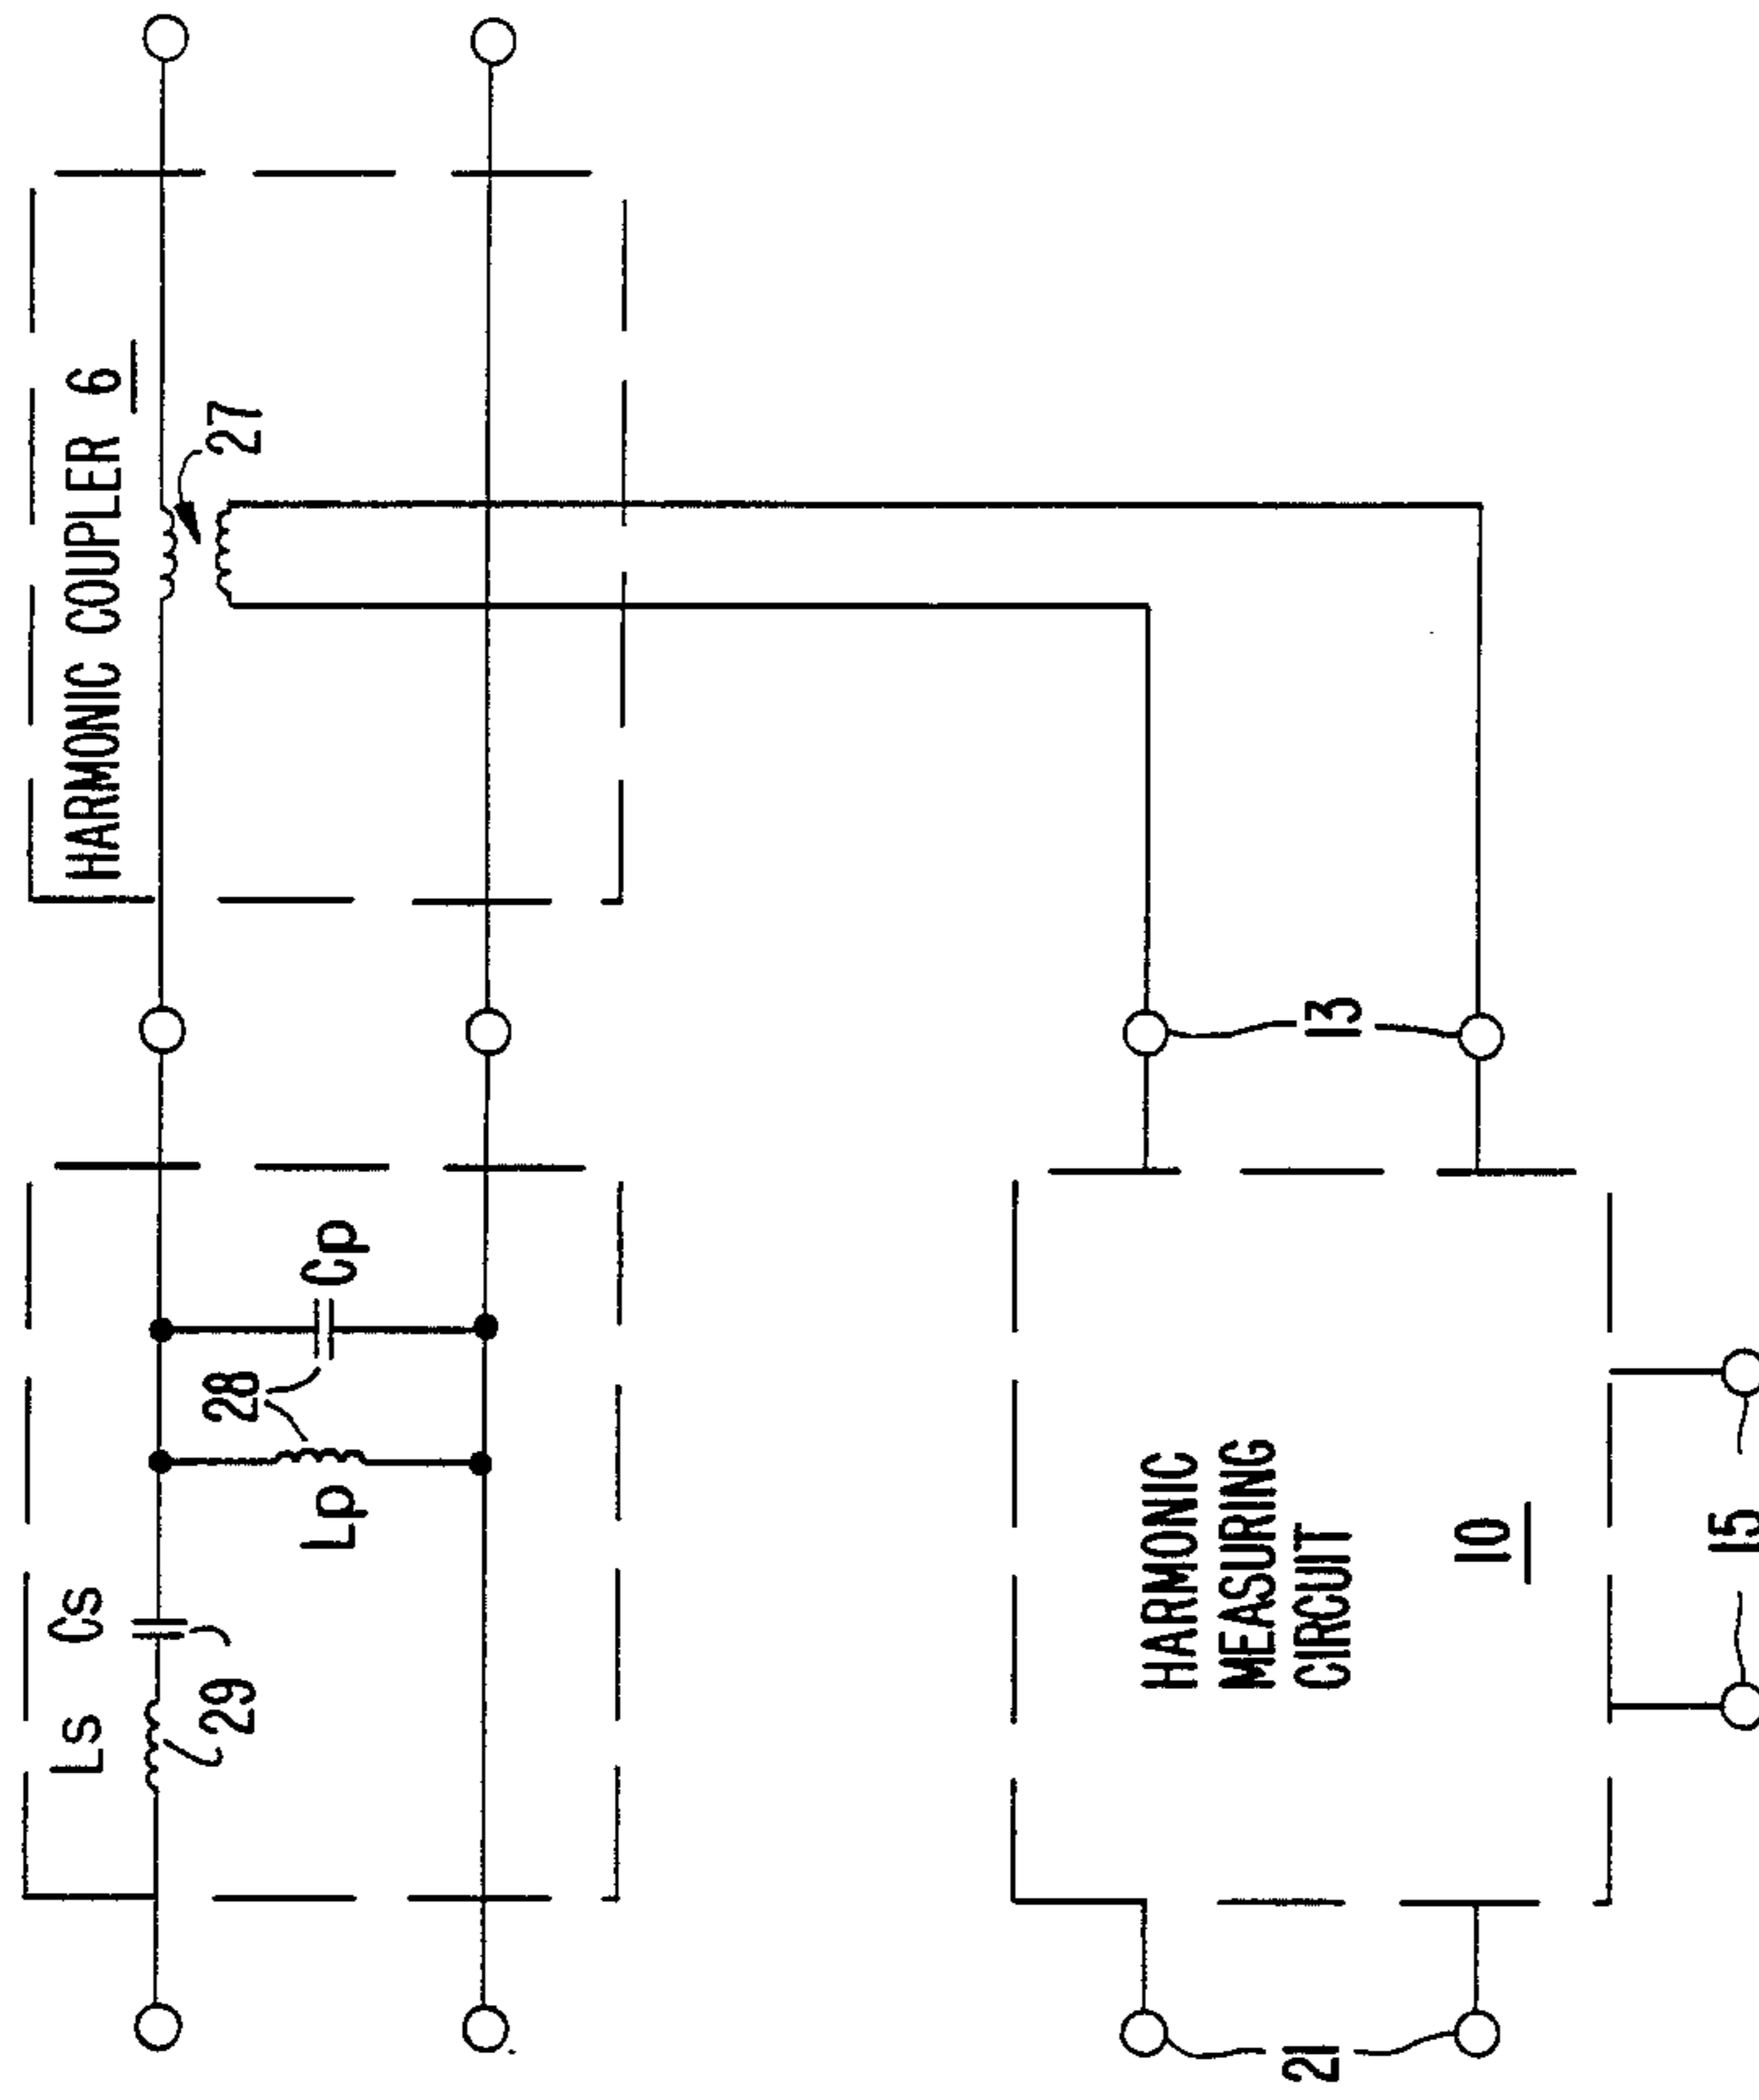 Ls Cs
29
Lp
28
Cp
HARMONIC COUPLER 6
27
HARMONIC
MEASURING
CIRCUIT
10
13
21
15